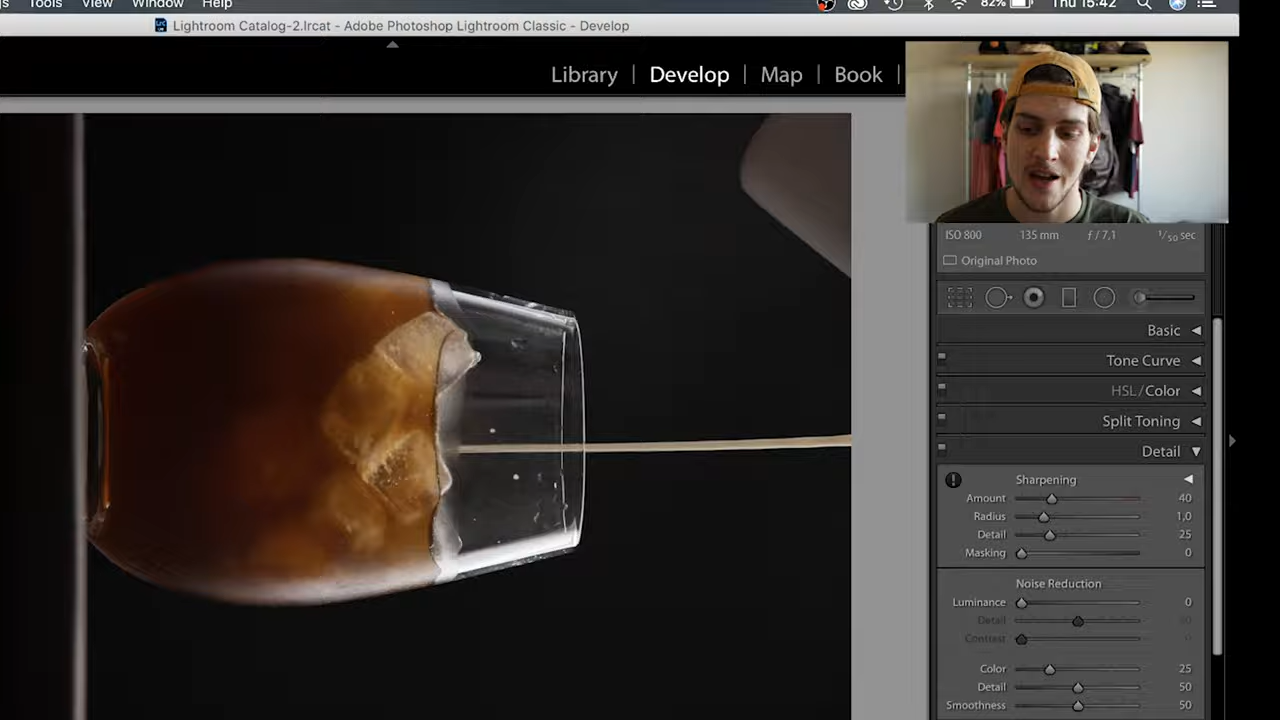 Tools View Window Help 82% Thu 15:42
Lightroom Catalog-2.lrcat - Adobe Photoshop Lightroom Classic - Develop
Library | Develop | Map | Book |
ISO 800 135 mm ƒ / 7,1 1/50 sec
Original Photo
Basic
Tone Curve
HSL / Color
Split Toning
Detail
Sharpening
Amount 40
Radius 1,0
Detail 25
Masking 0
Noise Reduction
Luminance 0
Detail
Contrast
Color 25
Detail 50
Smoothness 50